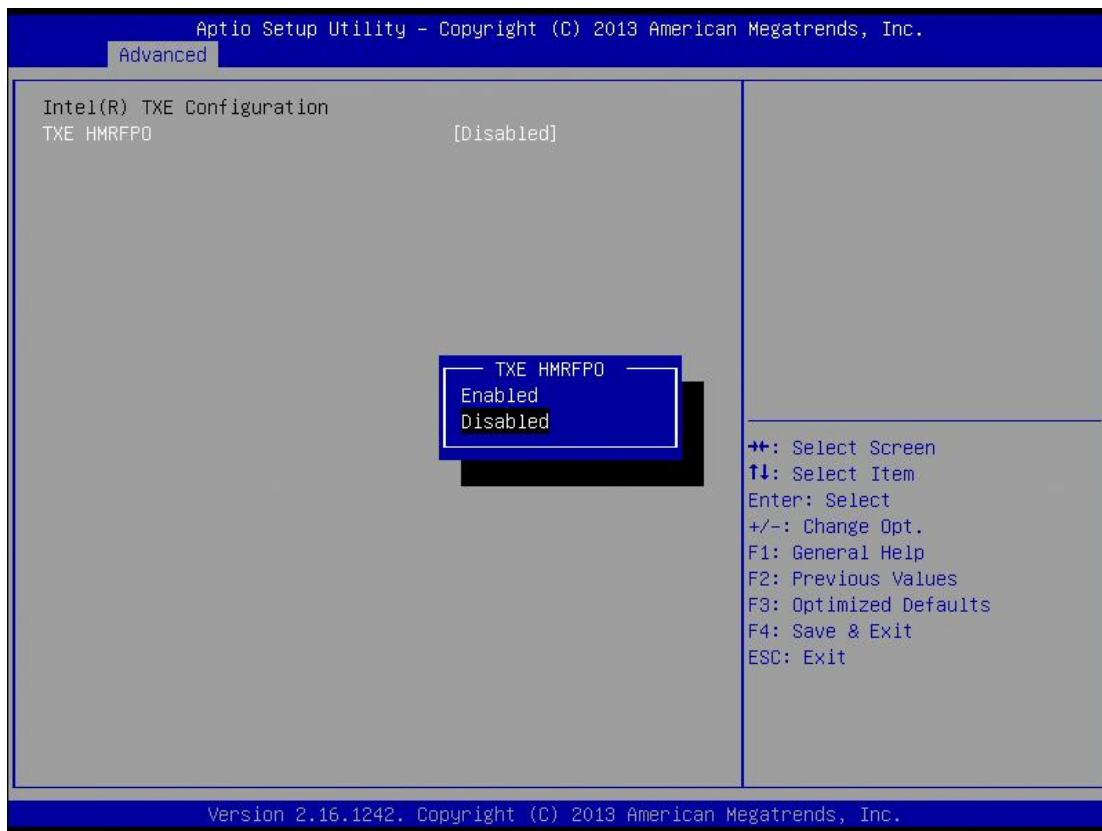 Aptio Setup Utility – Copyright (C) 2013 American Megatrends, Inc.
Advanced
Intel(R) TXE Configuration
TXE HMRFPO [Disabled]
TXE HMRFPO
Enabled
Disabled
→←: Select Screen
↑↓: Select Item
Enter: Select
+/-: Change Opt.
F1: General Help
F2: Previous Values
F3: Optimized Defaults
F4: Save & Exit
ESC: Exit
Version 2.16.1242. Copyright (C) 2013 American Megatrends, Inc.